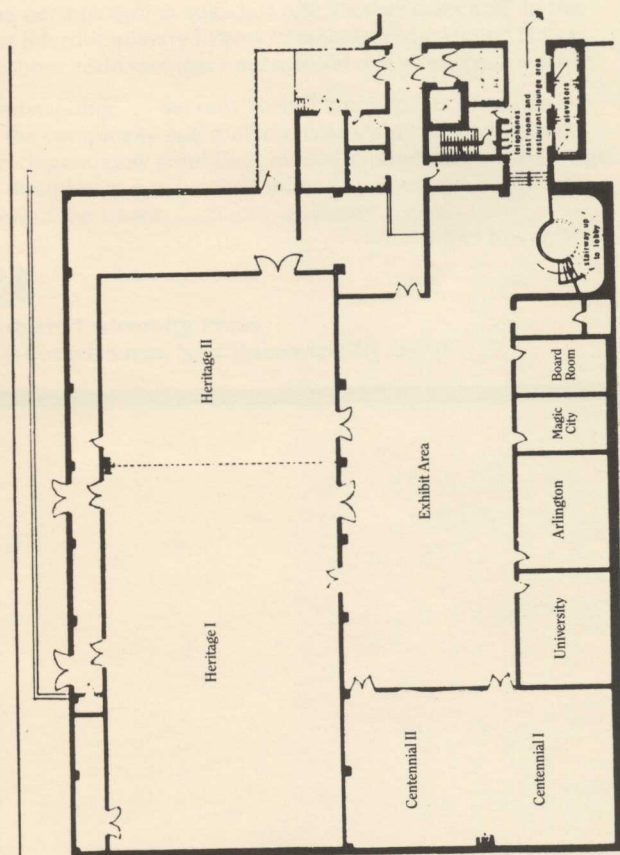 telephones
rest rooms and
restaurant-lounge area
elevators
stairway up
to lobby
Heritage II
Heritage I
Exhibit Area
Board
Room
Magic
City
Arlington
University
Centennial II
Centennial I